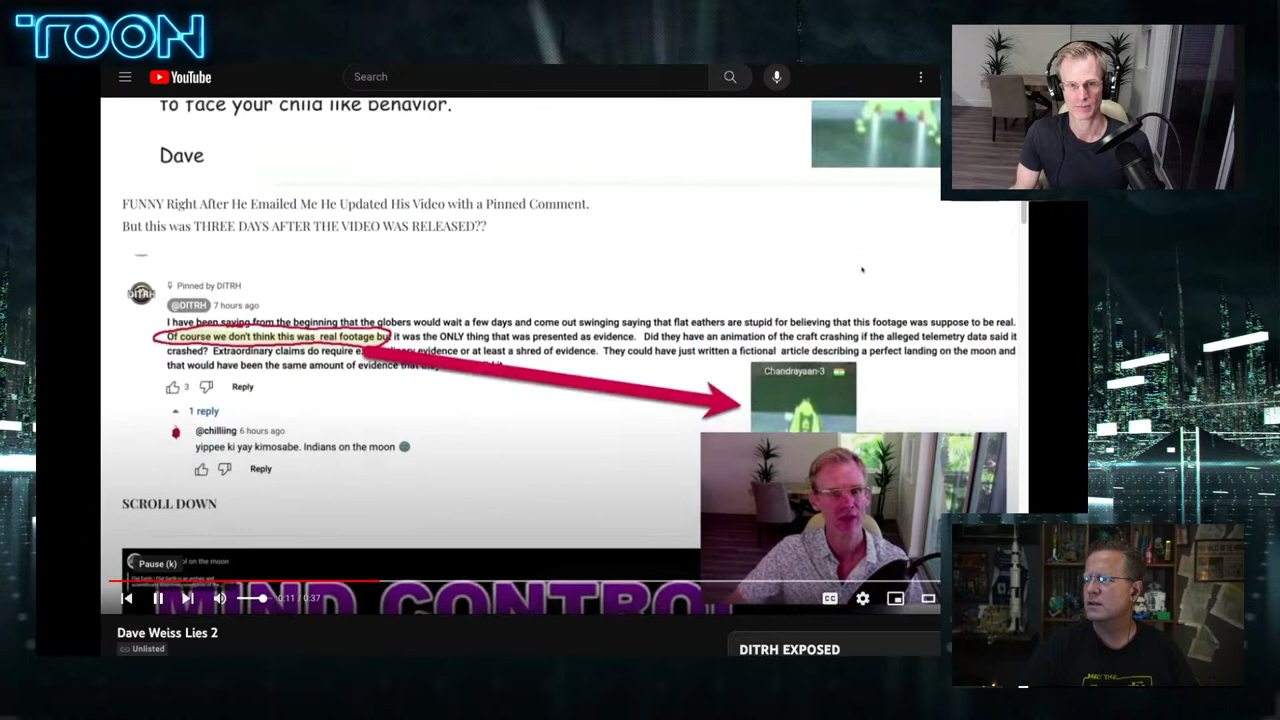 TOON
YouTube
Search
to face your child like behavior.
Dave
FUNNY Right After He Emailed Me He Updated His Video with a Pinned Comment.
But this was THREE DAYS AFTER THE VIDEO WAS RELEASED??
DITRH
Pinned by DITRH
@DITRH 7 hours ago
I have been saying from the beginning that the globers would wait a few days and come out swinging saying that flat eathers are stupid for believing that this footage was suppose to be real.
Of course we don't think this was real footage but it was the ONLY thing that was presented as evidence. Did they have an animation of the craft crashing if the alleged telemetry data said it
crashed? Extraordinary claims do require evidence or at least a shred of evidence. They could have just written a fictional article describing a perfect landing on the moon and
that would have been the same amount of evidence
3 Reply
1 reply
@chilliing 6 hours ago
yippee ki yay kimosabe. Indians on the moon
Reply
Chandrayaan-3
SCROLL DOWN
on the moon
Pause (k)
MIND CONTROL
0:11 / 0:37
CC
Dave Weiss Lies 2
Unlisted
DITRH EXPOSED
MAY THE